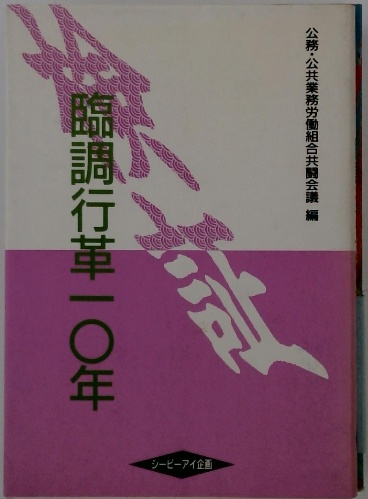 公務・公共業務労働組合共闘会議 編
臨調行革一〇年
シーピーアイ企画